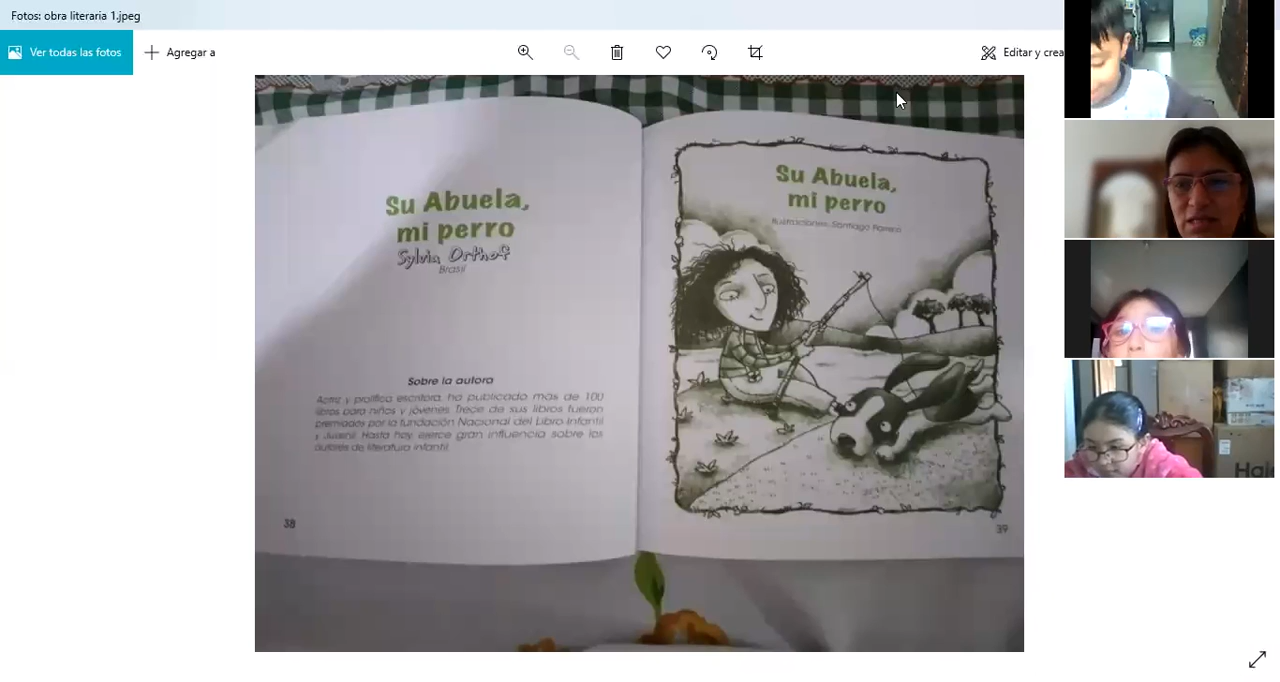 Fotos: obra literaria 1.jpeg
Ver todas las fotos
Agregar a
Editar y crea
Su Abuela,
mi perro
Sylvia Orthof
Brasil
Sobre la autora
Actriz y prolífica escritora, ha publicado más de 100
libros para niños y jóvenes. Trece de sus libros fueron
premiados por la fundación Nacional del Libro Infantil
y Juvenil. Hasta hoy ejerce gran influencia sobre los
autores de literatura infantil.
38
Su Abuela,
mi perro
Ilustraciones: Santiago
39